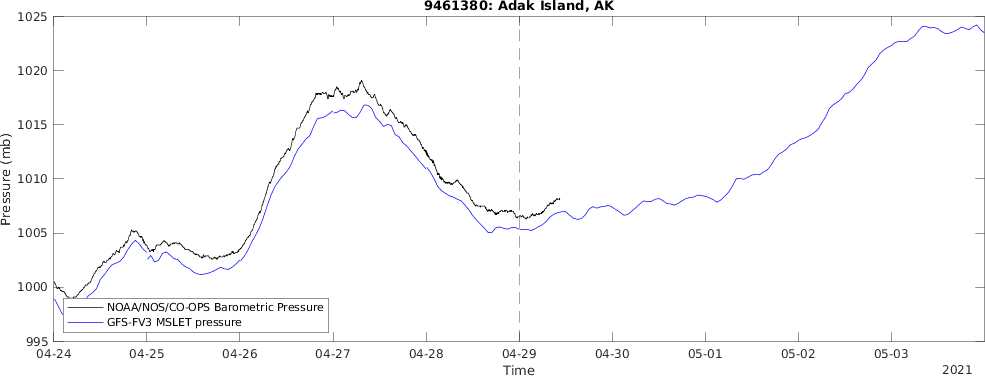 9461380: Adak Island, AK
Pressure (mb)
1025
1020
1015
1010
1005
1000
995
NOAA/NOS/CO-OPS Barometric Pressure
GFS-FV3 MSLET pressure
04-24 04-25 04-26 04-27 04-28 04-29 04-30 05-01 05-02 05-03
Time
2021